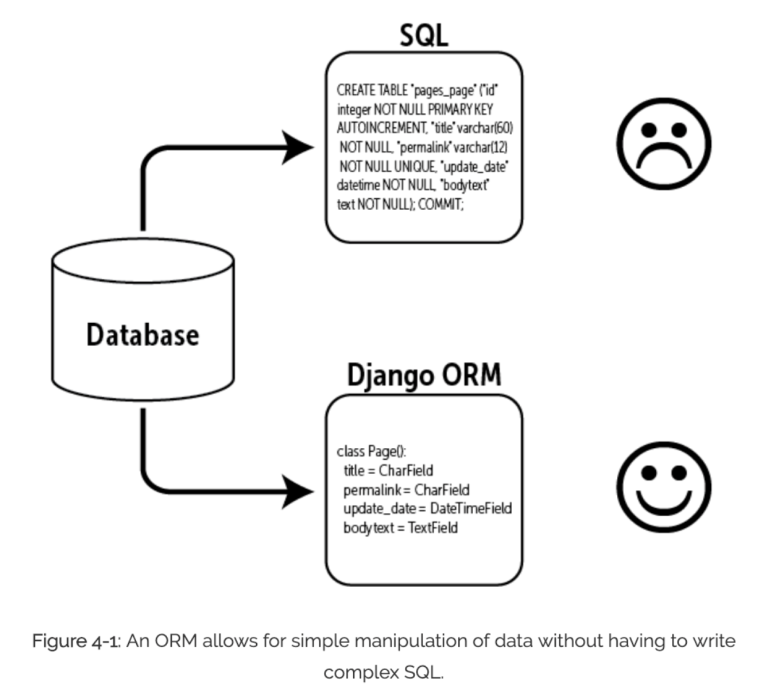 SQL
CREATE TABLE "pages_page" ("id"
integer NOT NULL PRIMARY KEY
AUTOINCREMENT, "title" varchar(60)
NOT NULL, "permalink" varchar(12)
NOT NULL UNIQUE, "update_date"
datetime NOT NULL, "bodytext"
text NOT NULL); COMMIT;
Database
Django ORM
class Page():
title = CharField
permalink = CharField
update_date = DateTimeField
bodytext = TextField
Figure 4-1: An ORM allows for simple manipulation of data without having to write
complex SQL.